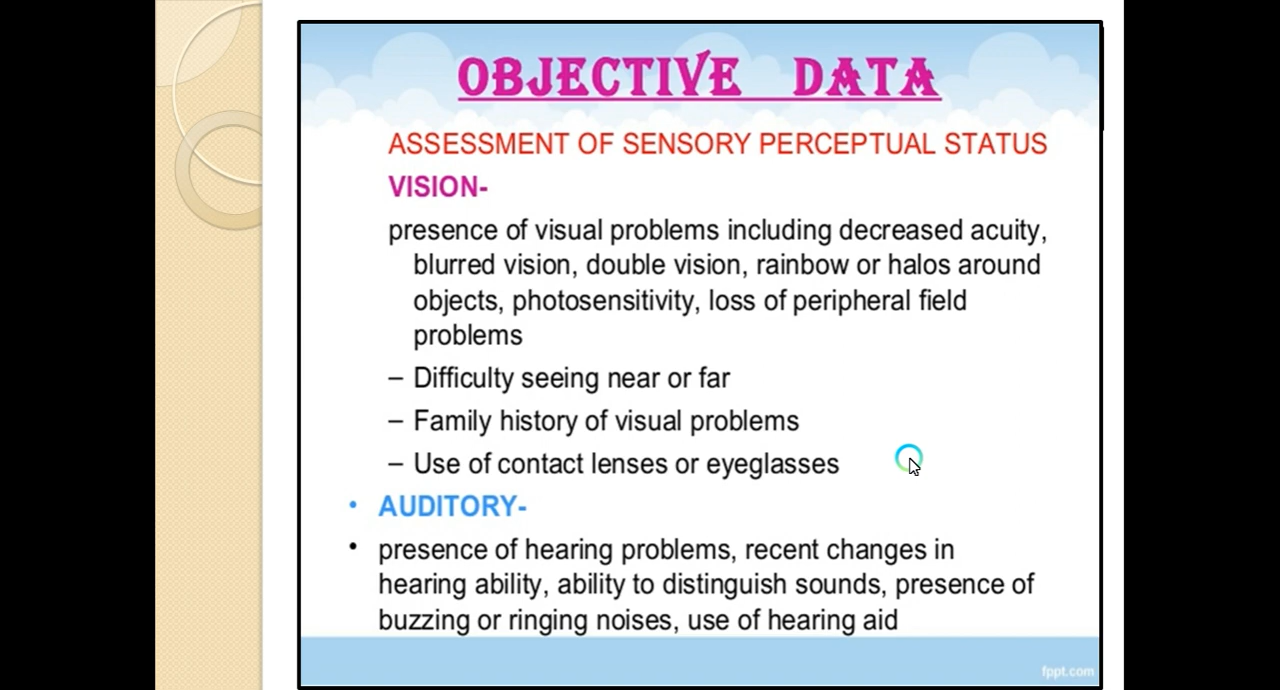 OBJECTIVE DATA
ASSESSMENT OF SENSORY PERCEPTUAL STATUS
VISION-
presence of visual problems including decreased acuity,
blurred vision, double vision, rainbow or halos around
objects, photosensitivity, loss of peripheral field
problems
– Difficulty seeing near or far
– Family history of visual problems
– Use of contact lenses or eyeglasses
• AUDITORY-
• presence of hearing problems, recent changes in
hearing ability, ability to distinguish sounds, presence of
buzzing or ringing noises, use of hearing aid
fppt.com